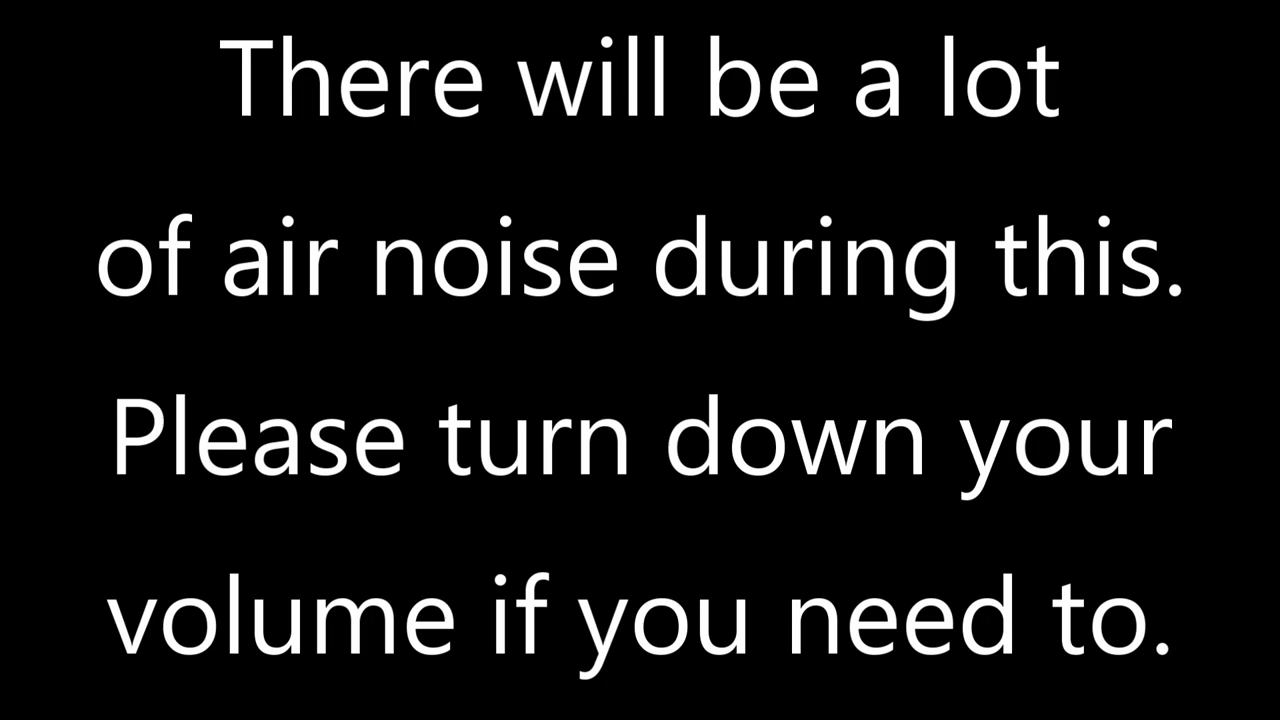 There will be a lot
of air noise during this.
Please turn down your
volume if you need to.